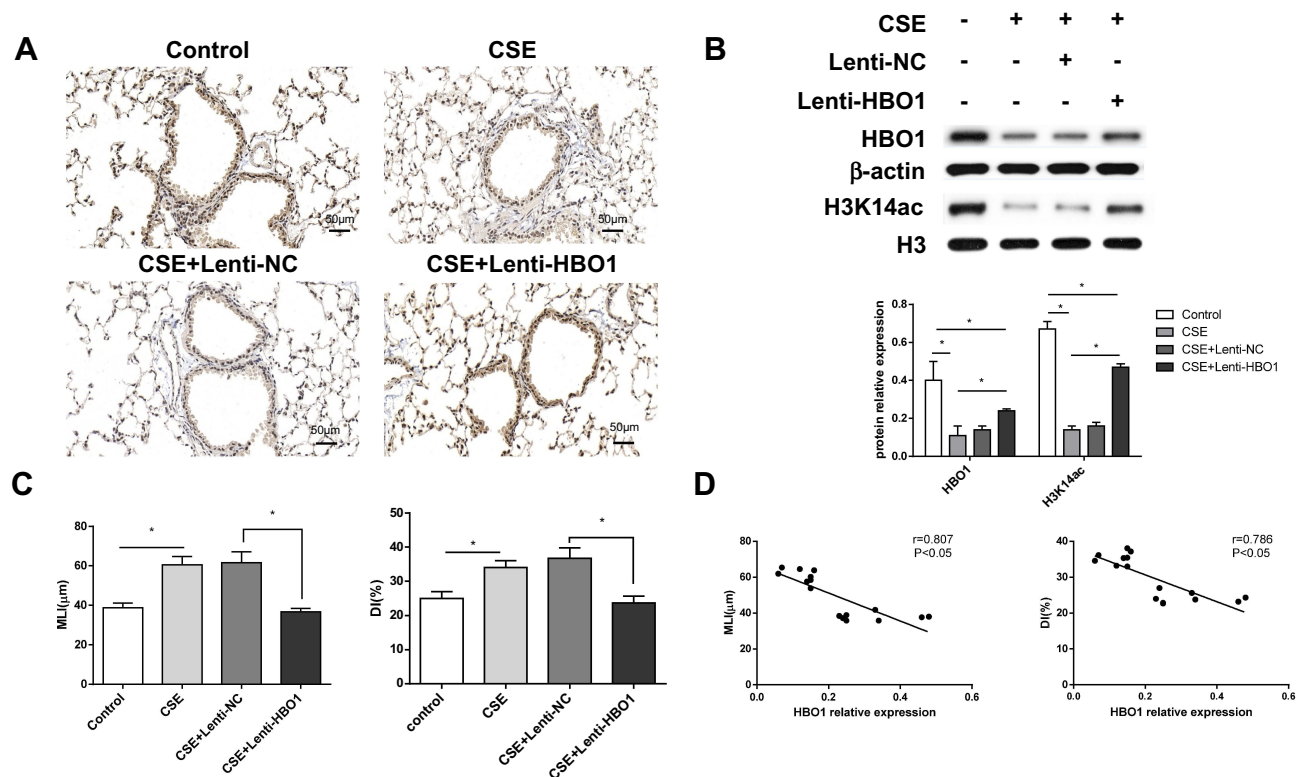 A
Control
CSE
50μm
50μm
CSE+Lenti-NC
CSE+Lenti-HBO1
50μm
50μm
B
CSE - + + +
Lenti-NC - - + -
Lenti-HBO1 - - - +
HBO1
β-actin
H3K14ac
H3
protein relative expression
0.8
0.6
0.4
0.2
0.0
* * * * * *
HBO1
H3K14ac
Control
CSE
CSE+Lenti-NC
CSE+Lenti-HBO1
C
MLI(μm)
80
60
40
20
0
* *
Control
CSE
CSE+Lenti-NC
CSE+Lenti-HBO1
DI(%)
50
40
30
20
10
0
* *
control
CSE
CSE+Lenti-NC
CSE+Lenti-HBO1
D
MLI(μm)
80
60
40
20
0
r=0.807
P<0.05
0.0 0.2 0.4 0.6
HBO1 relative expression
DI(%)
40
30
20
10
0
r=0.786
P<0.05
0.0 0.2 0.4 0.6
HBO1 relative expression